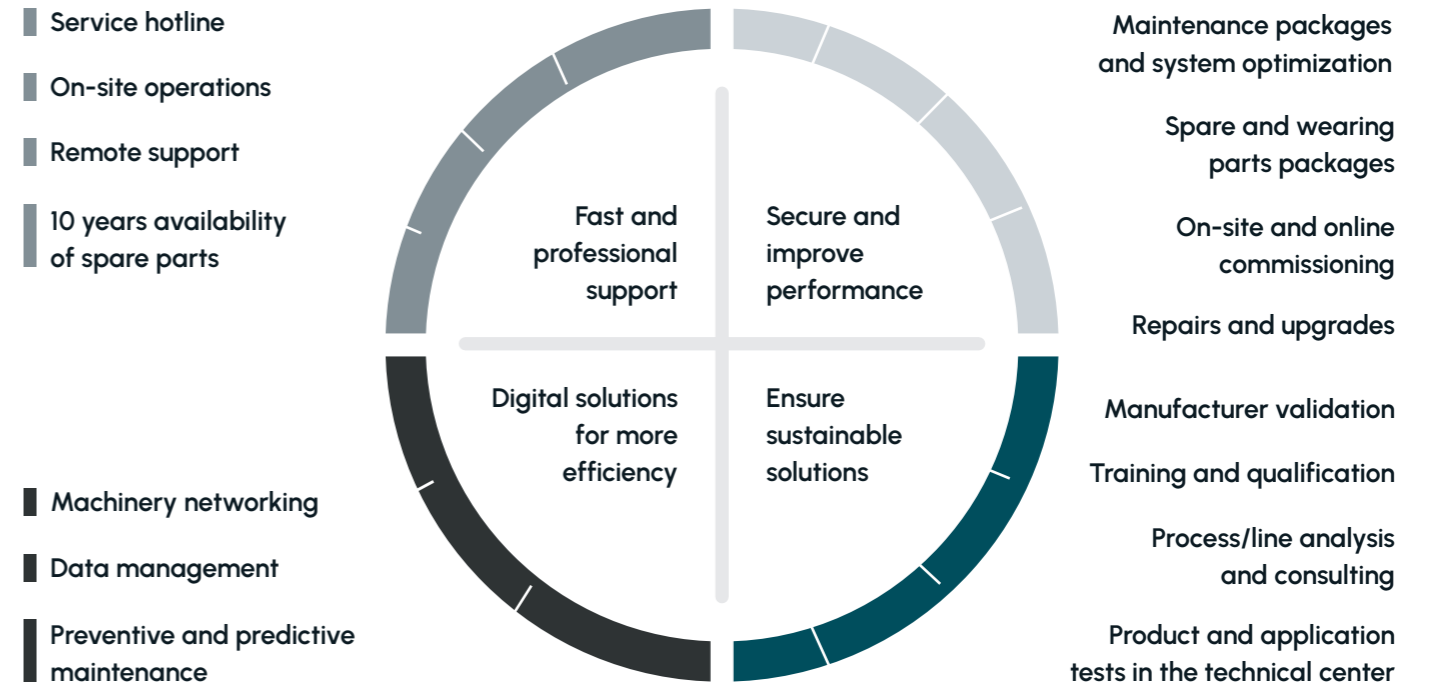 Service hotline
On-site operations
Remote support
10 years availability
of spare parts
Fast and
professional
support
Secure and
improve
performance
Maintenance packages
and system optimization
Spare and wearing
parts packages
On-site and online
commissioning
Repairs and upgrades
Machinery networking
Data management
Preventive and predictive
maintenance
Digital solutions
for more
efficiency
Ensure
sustainable
solutions
Manufacturer validation
Training and qualification
Process/line analysis
and consulting
Product and application
tests in the technical center